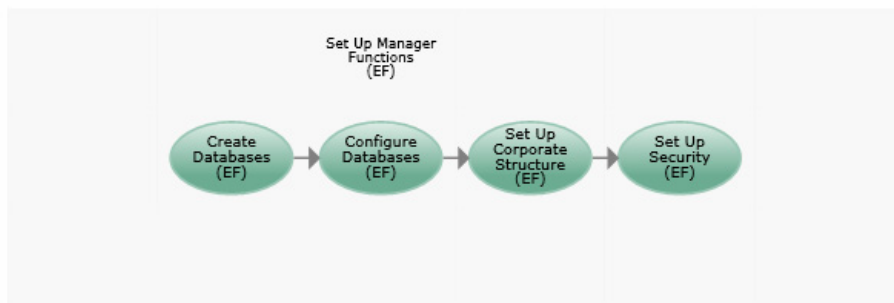 Set Up Manager
Functions
(EF)
Create
Databases
(EF)
Configure
Databases
(EF)
Set Up
Corporate
Structure
(EF)
Set Up
Security
(EF)